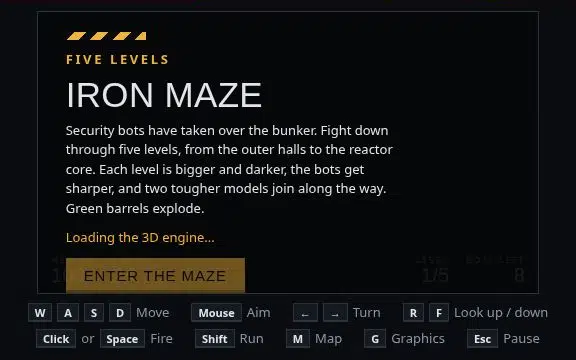 FIVE LEVELS
IRON MAZE
Security bots have taken over the bunker. Fight down
through five levels, from the outer halls to the reactor
core. Each level is bigger and darker, the bots get
sharper, and two tougher models join along the way.
Green barrels explode.
Loading the 3D engine...
ENTER THE MAZE
1/5 8
W A S D Move Mouse Aim ← → Turn R F Look up / down
Click or Space Fire Shift Run M Map G Graphics Esc Pause